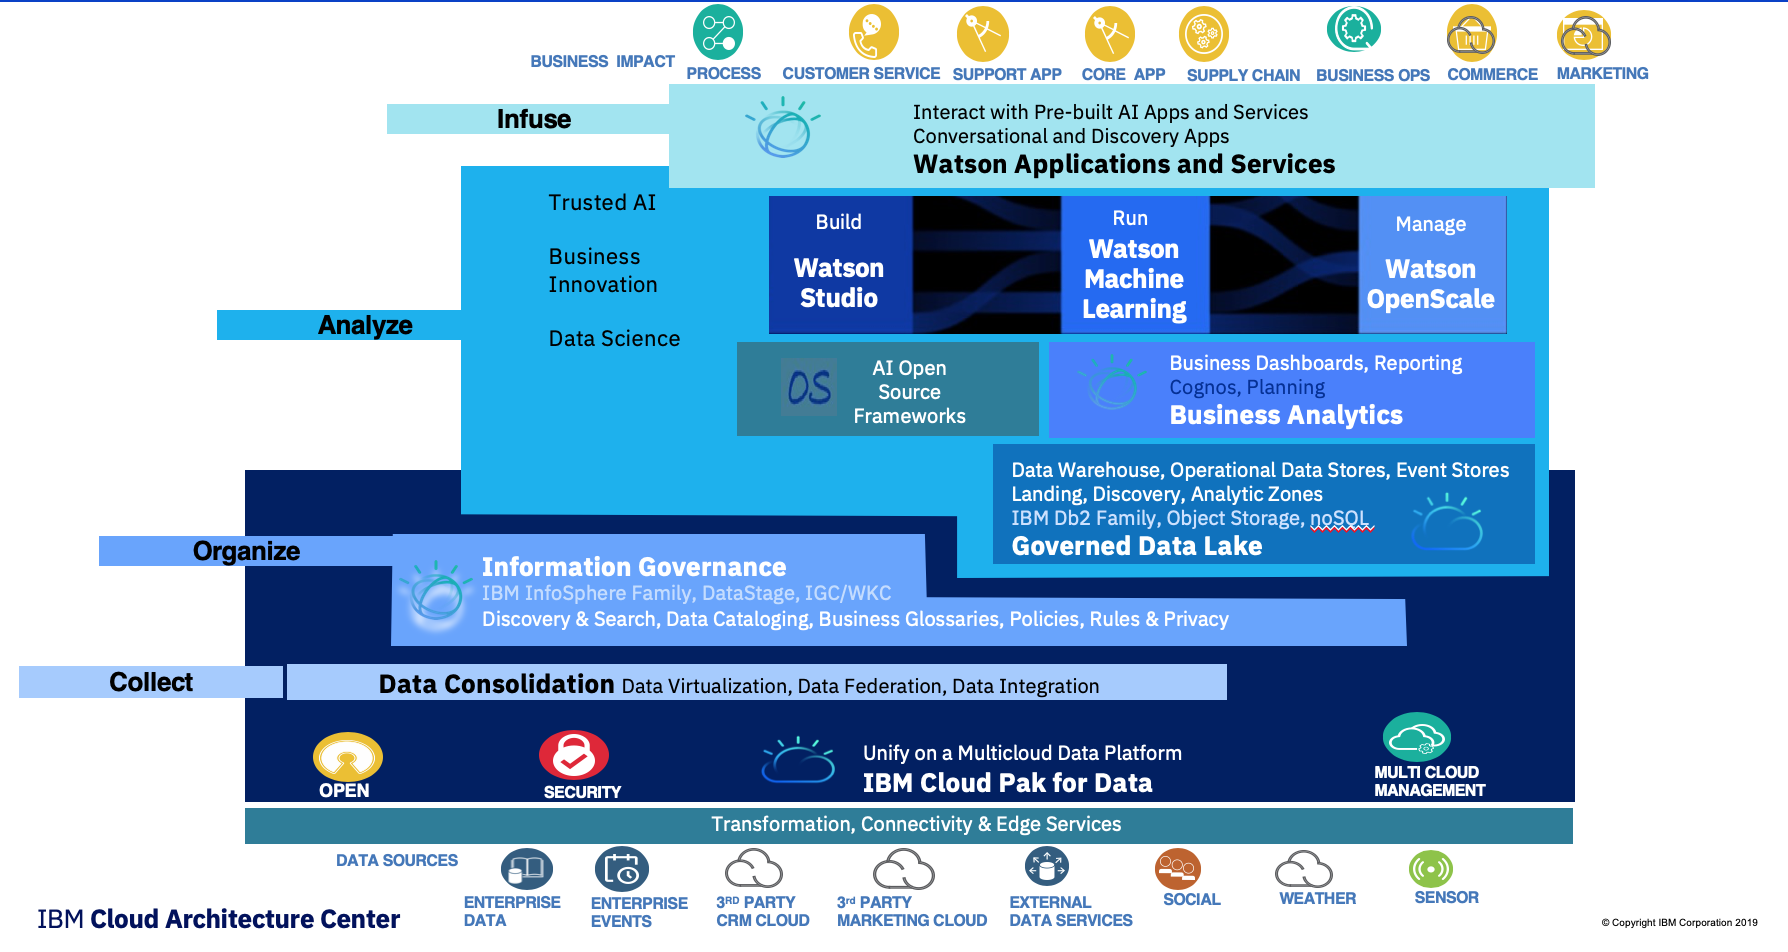 BUSINESS IMPACT
PROCESS
CUSTOMER SERVICE
SUPPORT APP
CORE APP
SUPPLY CHAIN
BUSINESS OPS
COMMERCE
MARKETING
Infuse
Interact with Pre-built AI Apps and Services
Conversational and Discovery Apps
Watson Applications and Services
Analyze
Trusted AI
Business
Innovation
Data Science
Build
Watson
Studio
Run
Watson
Machine
Learning
Manage
Watson
OpenScale
OS
AI Open
Source
Frameworks
Business Dashboards, Reporting
Cognos, Planning
Business Analytics
Data Warehouse, Operational Data Stores, Event Stores
Landing, Discovery, Analytic Zones
IBM Db2 Family, Object Storage, noSQL
Governed Data Lake
Organize
Information Governance
IBM InfoSphere Family, DataStage, IGC/WKC
Discovery & Search, Data Cataloging, Business Glossaries, Policies, Rules & Privacy
Collect
Data Consolidation Data Virtualization, Data Federation, Data Integration
OPEN
SECURITY
Unify on a Multicloud Data Platform
IBM Cloud Pak for Data
MULTI CLOUD
MANAGEMENT
Transformation, Connectivity & Edge Services
DATA SOURCES
ENTERPRISE
DATA
ENTERPRISE
EVENTS
3RD PARTY
CRM CLOUD
3rd PARTY
MARKETING CLOUD
EXTERNAL
DATA SERVICES
SOCIAL
WEATHER
SENSOR
IBM Cloud Architecture Center
© Copyright IBM Corporation 2019